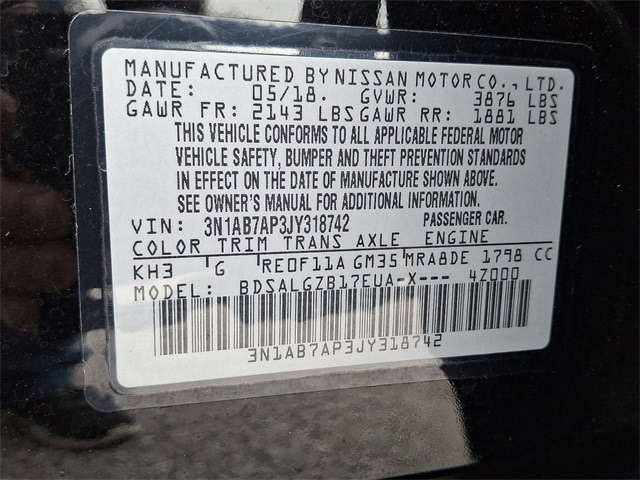 MANUFACTURED BY NISSAN MOTOR CO., LTD.
DATE: 05/18. GVWR: 3876 LBS
GAWR FR: 2143 LBS GAWR RR: 1881 LBS
THIS VEHICLE CONFORMS TO ALL APPLICABLE FEDERAL MOTOR
VEHICLE SAFETY, BUMPER AND THEFT PREVENTION STANDARDS
IN EFFECT ON THE DATE OF MANUFACTURE SHOWN ABOVE.
SEE OWNER'S MANUAL FOR ADDITIONAL INFORMATION.
VIN: 3N1AB7AP3JY318742 PASSENGER CAR.
COLOR TRIM TRANS AXLE ENGINE
KH3 G RE0F11A GM35 MRA8DE 1798 CC
MODEL: BDSALGZB17EUA-X--- 4Z000
3N1AB7AP3JY318742